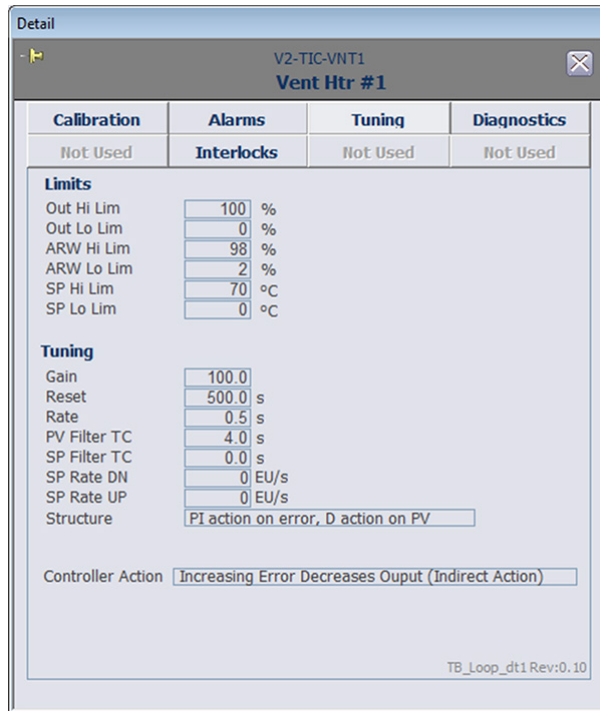 Detail
V2-TIC-VNT1
Vent Htr #1
Calibration Alarms Tuning Diagnostics
Not Used Interlocks Not Used Not Used
Limits
Out Hi Lim 100 %
Out Lo Lim 0 %
ARW Hi Lim 98 %
ARW Lo Lim 2 %
SP Hi Lim 70 ºC
SP Lo Lim 0 ºC
Tuning
Gain 100.0
Reset 500.0 s
Rate 0.5 s
PV Filter TC 4.0 s
SP Filter TC 0.0 s
SP Rate DN 0 EU/s
SP Rate UP 0 EU/s
Structure PI action on error, D action on PV
Controller Action Increasing Error Decreases Ouput (Indirect Action)
TB_Loop_dt1 Rev:0.10